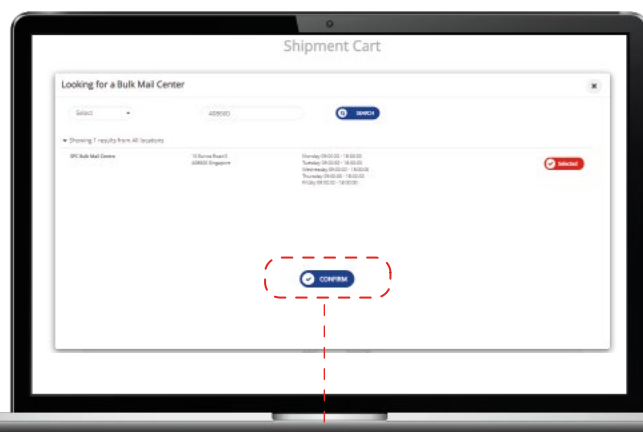 Shipment Cart
Looking for a Bulk Mail Center
Select
408600
SEARCH
Showing 1 results from All locations
SPC Bulk Mail Centre
10 Eunos Road 8
408600 Singapore
Monday 09:00:00 - 18:00:00
Tuesday 09:00:00 - 18:00:00
Wednesday 09:00:00 - 18:00:00
Thursday 09:00:00 - 18:00:00
Friday 09:00:00 - 18:00:00
Selected
CONFIRM